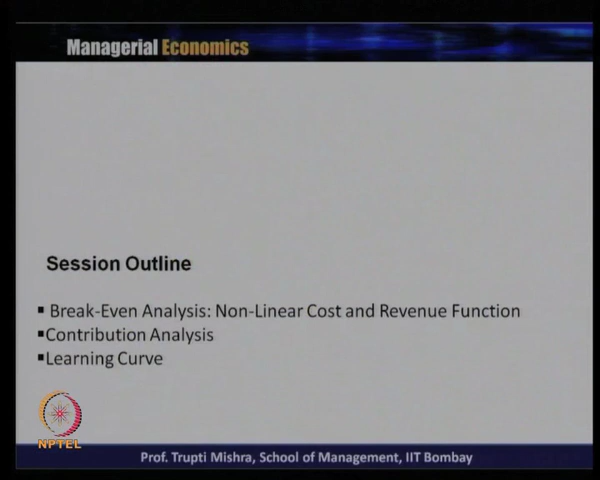 Managerial Economics
Session Outline
▪ Break-Even Analysis: Non-Linear Cost and Revenue Function
▪Contribution Analysis
▪Learning Curve
NPTEL
Prof. Trupti Mishra, School of Management, IIT Bombay